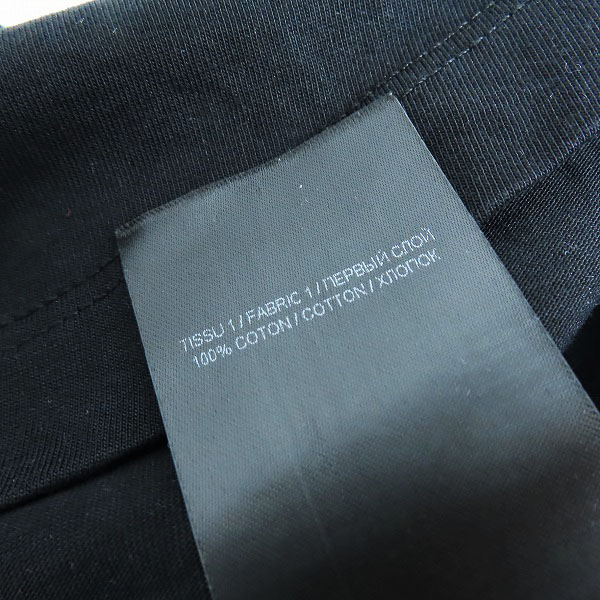 TISSU 1 / FABRIC 1 / ПЕРВЫЙ СЛОЙ
100% COTON / COTTON / ХЛОПОК